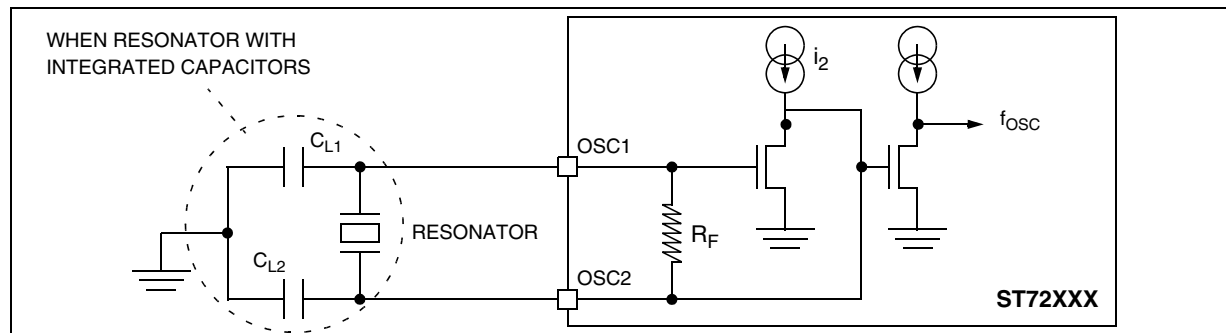 WHEN RESONATOR WITH
INTEGRATED CAPACITORS
i2
fOSC
CL1
OSC1
RESONATOR
RF
CL2
OSC2
ST72XXX